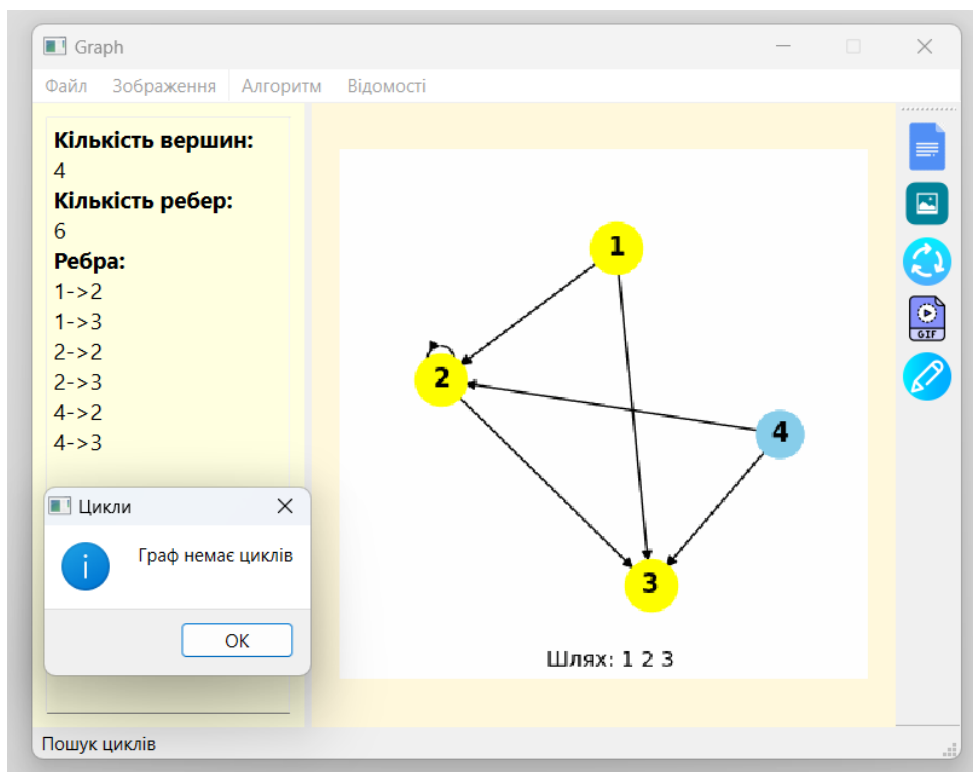 Graph
Файл Зображення Алгоритм Відомості
Кількість вершин:
4
Кількість ребер:
6
Ребра:
1->2
1->3
2->2
2->3
4->2
4->3
Цикли
Граф немає циклів
OK
1
2
4
3
Шлях: 1 2 3
GIF
Пошук циклів